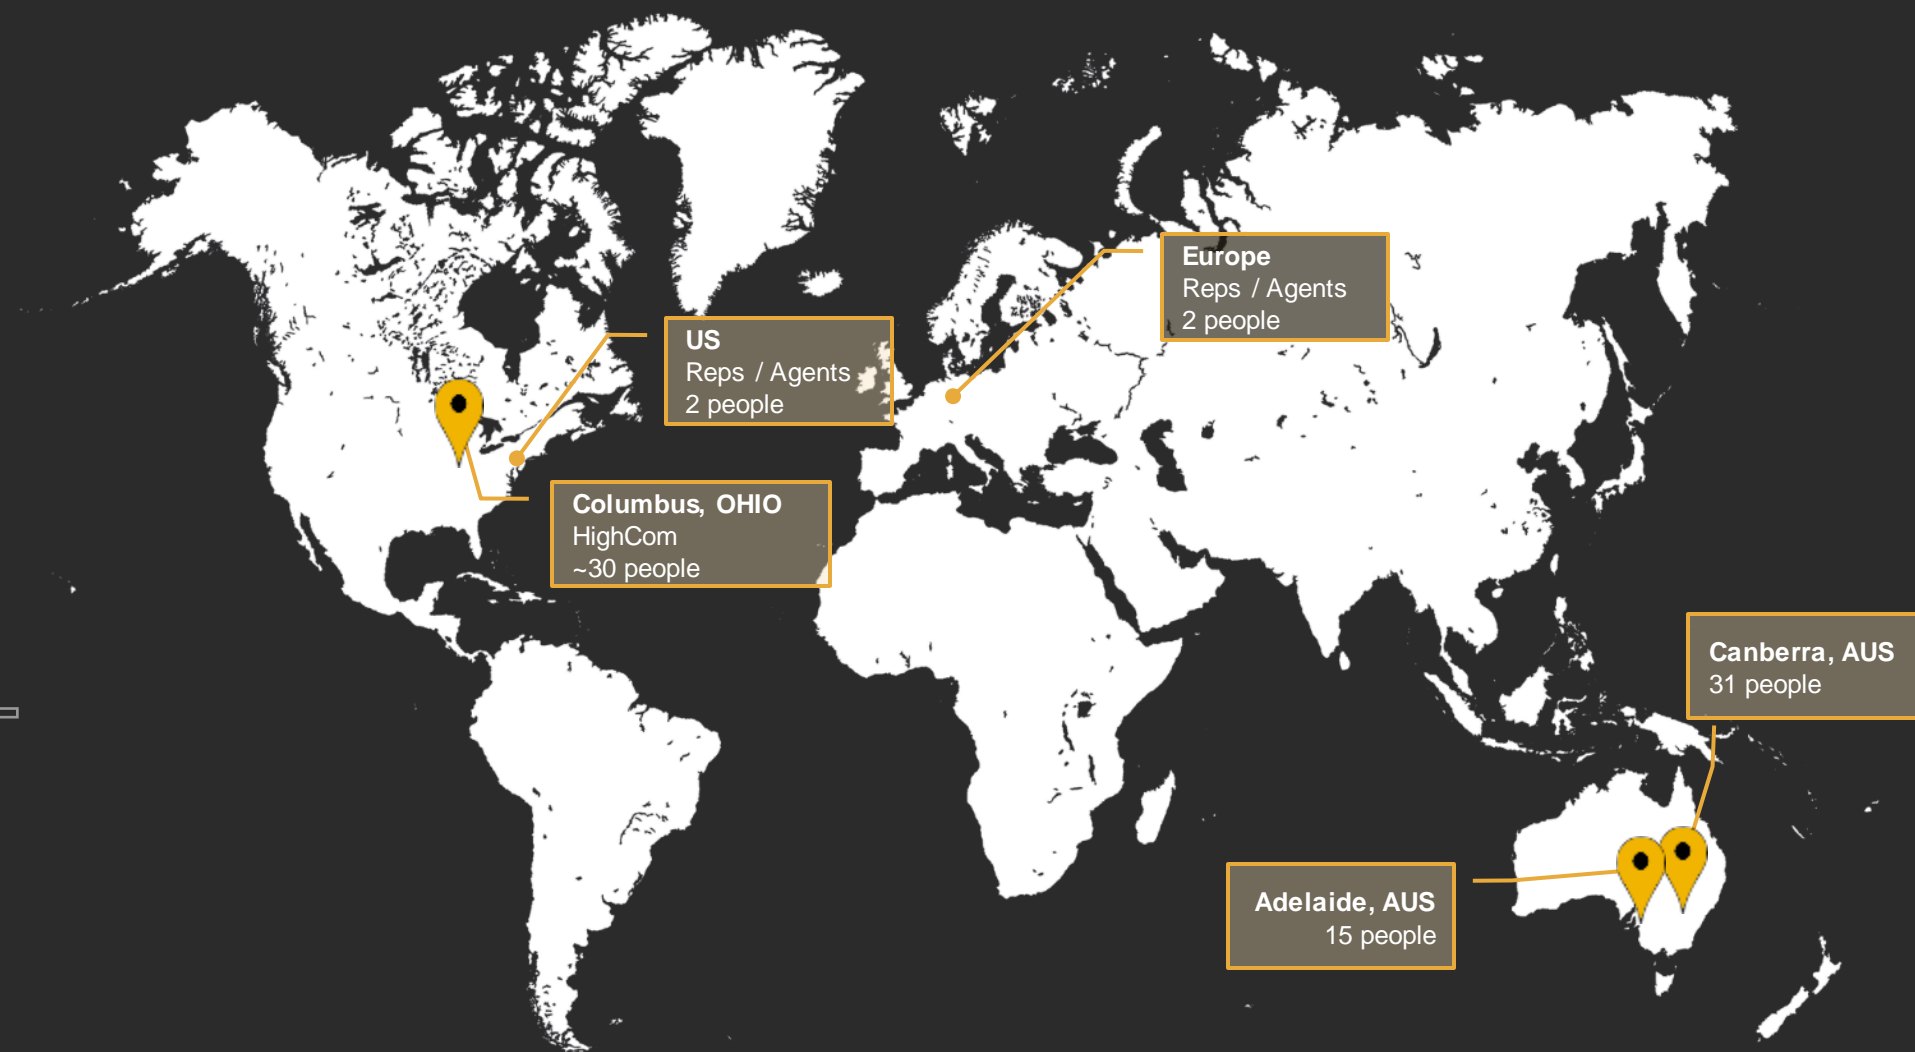 Europe
Reps / Agents
2 people
US
Reps / Agents
2 people
Columbus, OHIO
HighCom
~30 people
Canberra, AUS
31 people
Adelaide, AUS
15 people